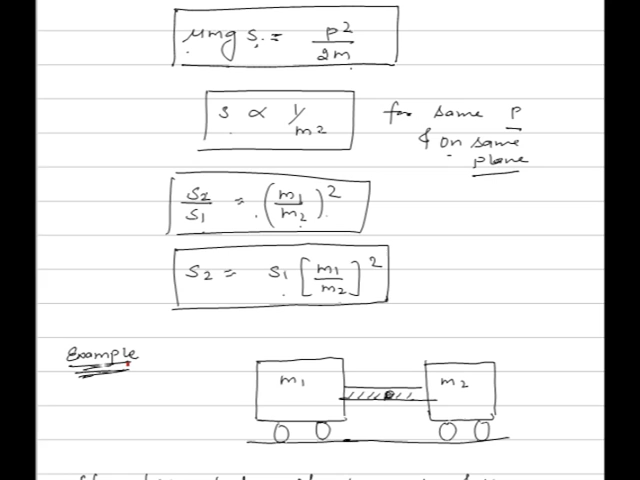 μmg s = p²/2m
s ∝ 1/m²   for same P
& on same
plane
s₂/s₁ = (m₁/m₂)²
s₂ = s₁ [m₁/m₂]²
Example
m₁   m₂